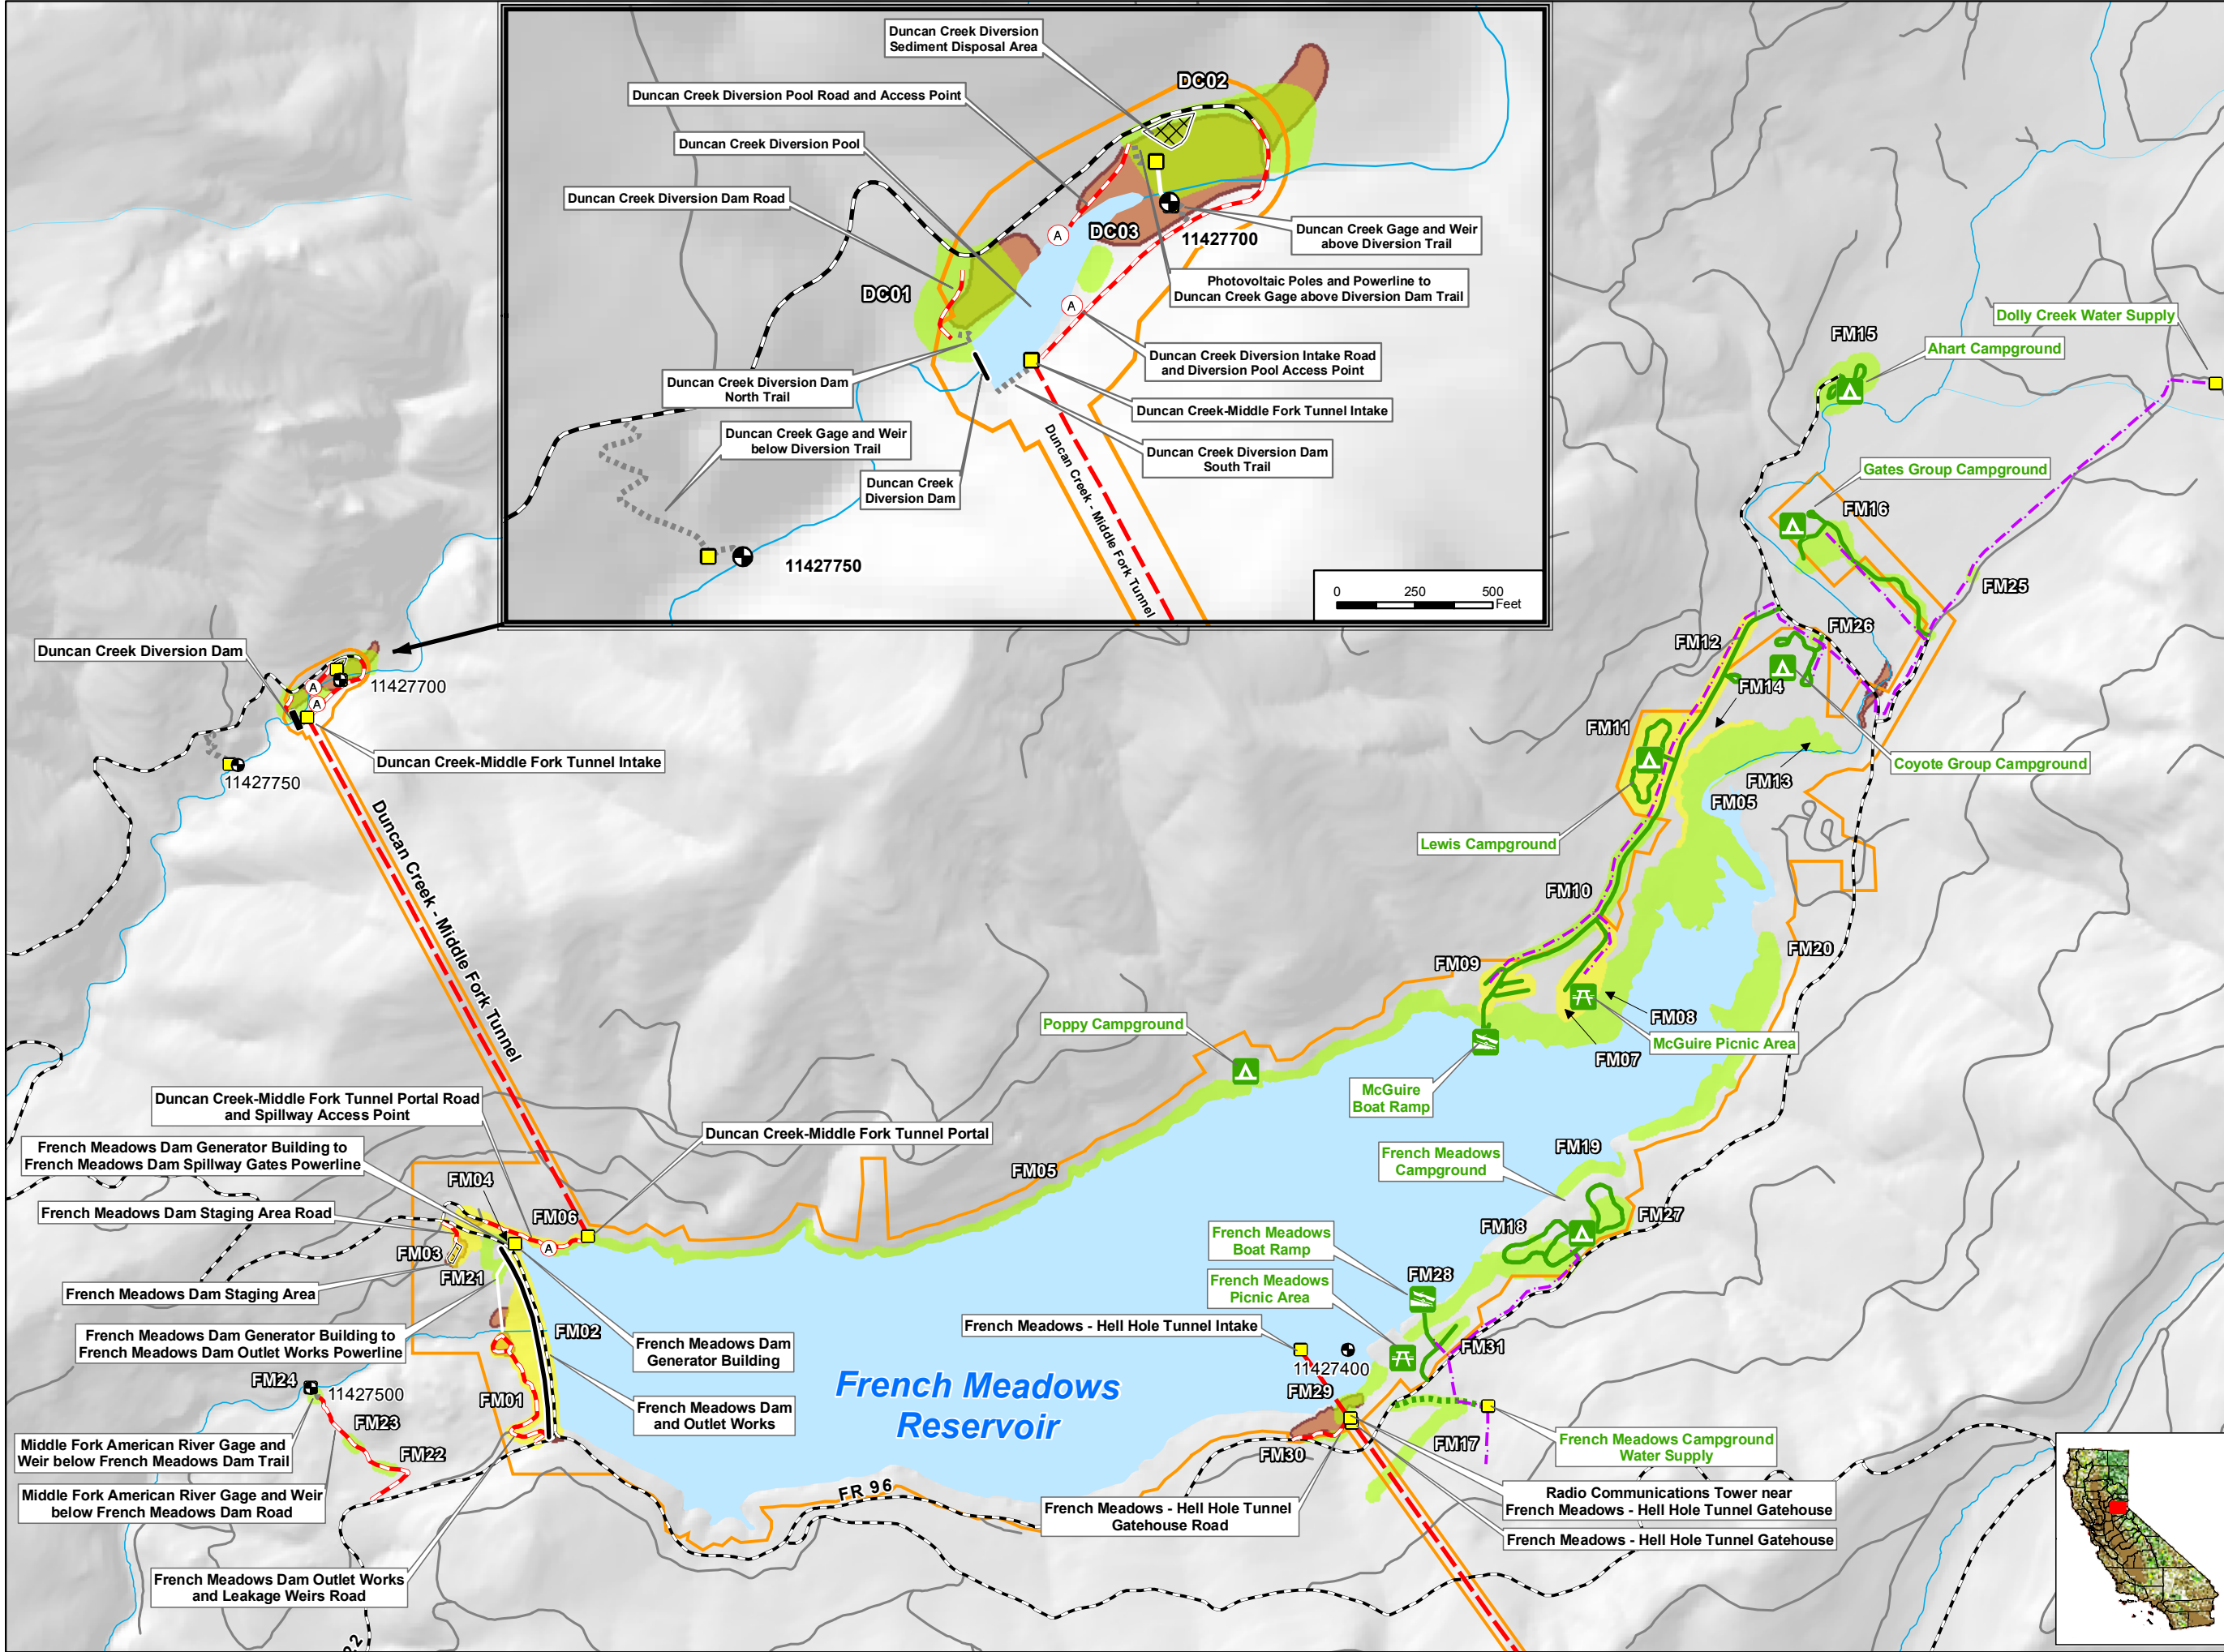 Duncan Creek Diversion
Sediment Disposal Area
DC02
Duncan Creek Diversion Pool Road and Access Point
Duncan Creek Diversion Pool
Duncan Creek Diversion Dam Road
A
DC03
11427700
Duncan Creek Gage and Weir
above Diversion Trail
DC01
A
Photovoltaic Poles and Powerline to
Duncan Creek Gage above Diversion Dam Trail
Duncan Creek Diversion Intake Road
and Diversion Pool Access Point
Duncan Creek Diversion Dam
North Trail
Duncan Creek-Middle Fork Tunnel Intake
Duncan Creek Gage and Weir
below Diversion Trail
Duncan Creek Diversion Dam
South Trail
Duncan Creek
Diversion Dam
Duncan Creek - Middle Fork Tunnel
11427750
0 250 500
Feet
Dolly Creek Water Supply
FM15
Ahart Campground
Gates Group Campground
FM16
FM25
FM26
FM12
FM14
FM11
FM13
Coyote Group Campground
FM05
Lewis Campground
FM10
FM20
FM09
FM08
McGuire Picnic Area
FM07
Poppy Campground
McGuire
Boat Ramp
Duncan Creek Diversion Dam
A
11427700
A
Duncan Creek-Middle Fork Tunnel Intake
11427750
Duncan Creek - Middle Fork Tunnel
Duncan Creek-Middle Fork Tunnel Portal Road
and Spillway Access Point
Duncan Creek-Middle Fork Tunnel Portal
French Meadows Dam Generator Building to
French Meadows Dam Spillway Gates Powerline
FM04
FM05
French Meadows
Campground
FM19
French Meadows Dam Staging Area Road
FM06
A
FM18
FM27
FM03
FM21
French Meadows
Boat Ramp
FM28
French Meadows Dam Staging Area
French Meadows
Picnic Area
French Meadows Dam Generator Building to
French Meadows Dam Outlet Works Powerline
FM02
French Meadows Dam
Generator Building
French Meadows - Hell Hole Tunnel Intake
11427400
FM31
FM24
11427500
FM01
French Meadows Dam
and Outlet Works
French Meadows
Reservoir
FM29
FM23
FM22
FM30
FM17
Middle Fork American River Gage and
Weir below French Meadows Dam Trail
French Meadows Campground
Water Supply
Middle Fork American River Gage and Weir
below French Meadows Dam Road
FR 96
French Meadows - Hell Hole Tunnel
Gatehouse Road
Radio Communications Tower near
French Meadows - Hell Hole Tunnel Gatehouse
French Meadows - Hell Hole Tunnel Gatehouse
French Meadows Dam Outlet Works
and Leakage Weirs Road